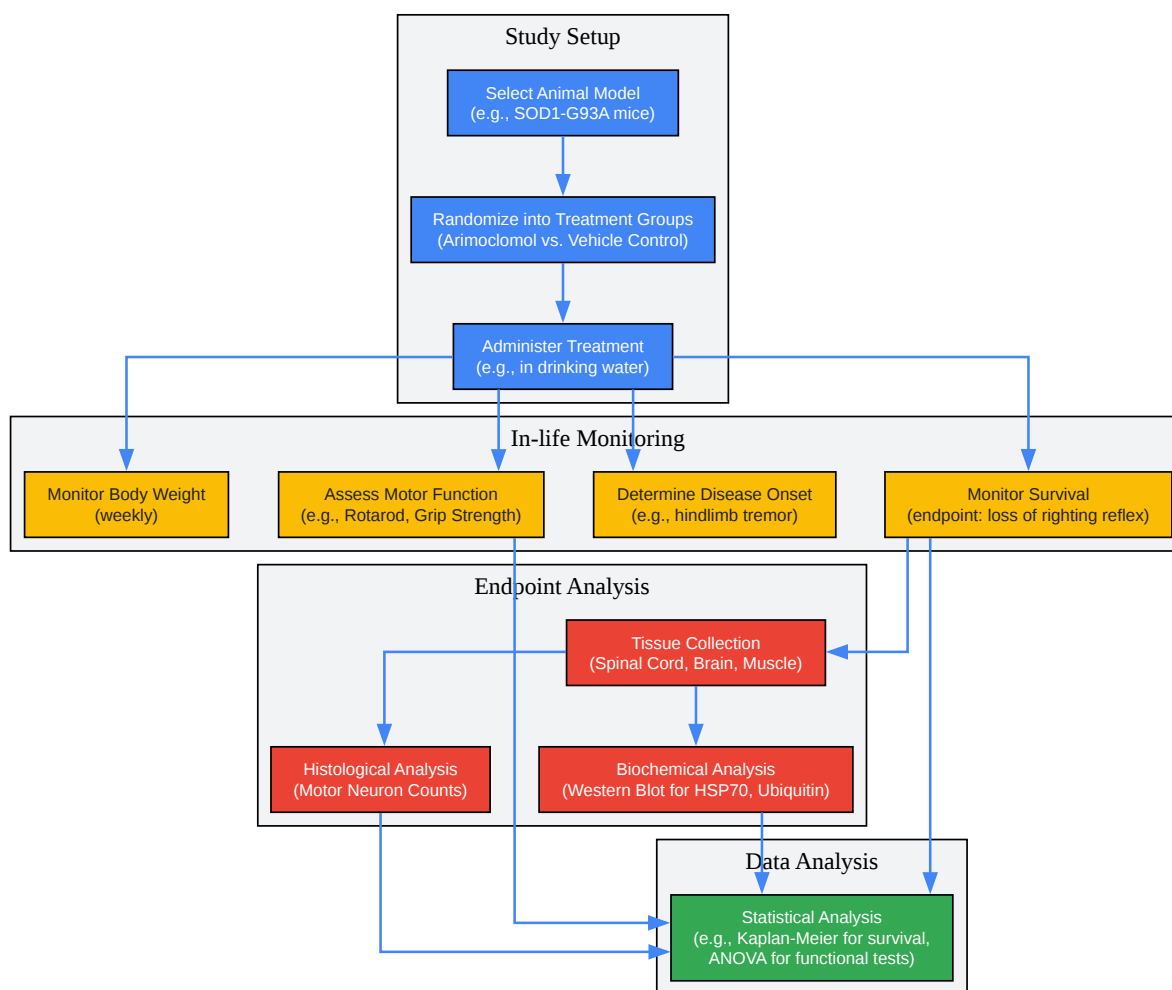 Study Setup
Select Animal Model
(e.g., SOD1-G93A mice)
Randomize into Treatment Groups
(Arimoclomol vs. Vehicle Control)
Administer Treatment
(e.g., in drinking water)
In-life Monitoring
Monitor Body Weight
(weekly)
Assess Motor Function
(e.g., Rotarod, Grip Strength)
Determine Disease Onset
(e.g., hindlimb tremor)
Monitor Survival
(endpoint: loss of righting reflex)
Endpoint Analysis
Tissue Collection
(Spinal Cord, Brain, Muscle)
Histological Analysis
(Motor Neuron Counts)
Biochemical Analysis
(Western Blot for HSP70, Ubiquitin)
Data Analysis
Statistical Analysis
(e.g., Kaplan-Meier for survival,
ANOVA for functional tests)